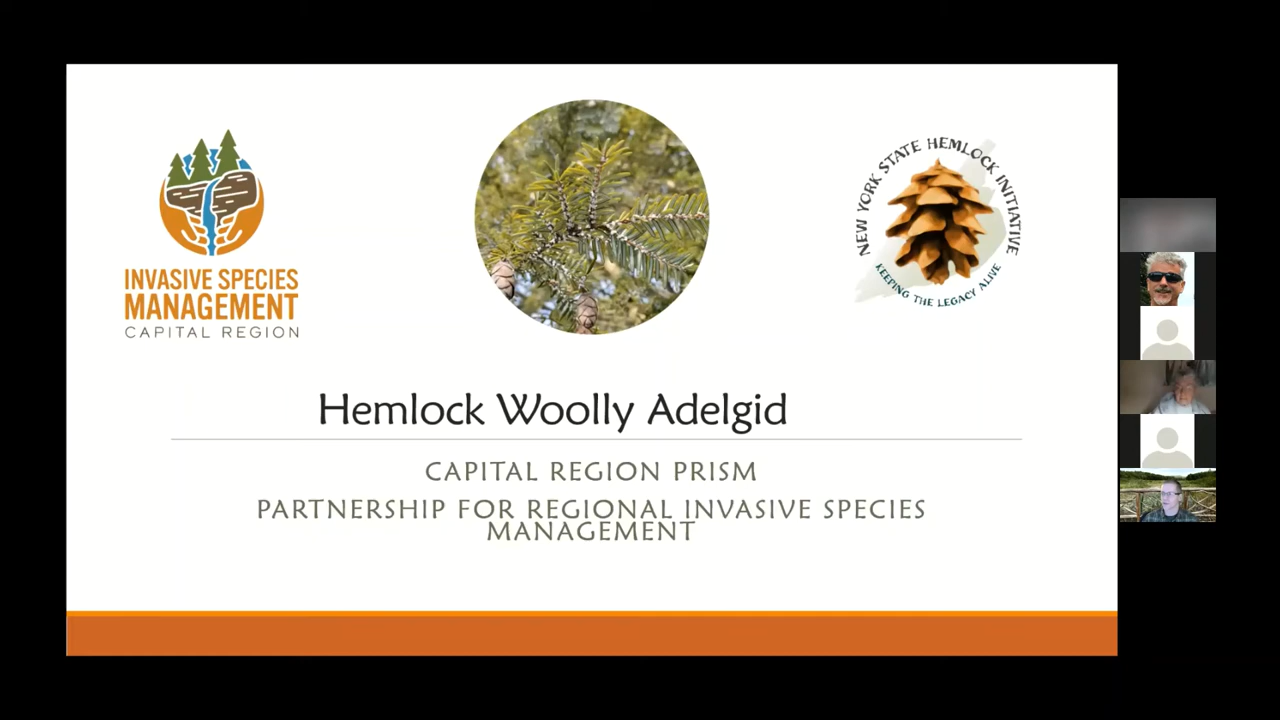 INVASIVE SPECIES
MANAGEMENT
CAPITAL REGION
NEW YORK STATE HEMLOCK INITIATIVE
KEEPING THE LEGACY ALIVE
Hemlock Woolly Adelgid
CAPITAL REGION PRISM
PARTNERSHIP FOR REGIONAL INVASIVE SPECIES
MANAGEMENT